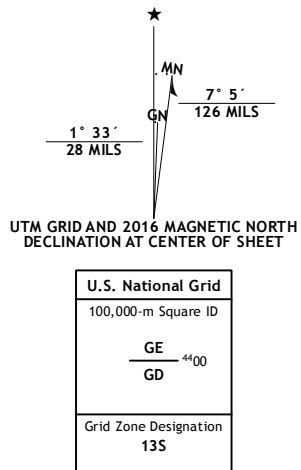 ★
MN
GN
7° 5´
126 MILS
1° 33´
28 MILS
UTM GRID AND 2016 MAGNETIC NORTH
DECLINATION AT CENTER OF SHEET
U.S. National Grid
100,000-m Square ID
GE
⁴⁴00
GD
Grid Zone Designation
13S